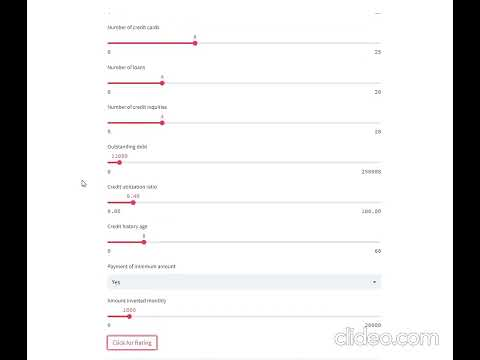 Number of credit cards
8
0 25
Number of loans
4
0 20
Number of credit inquiries
4
0 20
Outstanding debt
11000
0 250000
Credit utilization ratio
9.40
0.00 100.00
Credit history age
8
0 60
Payment of minimum amount
Yes
Amount invested monthly
0 20000
Click for Rating
clideo.com